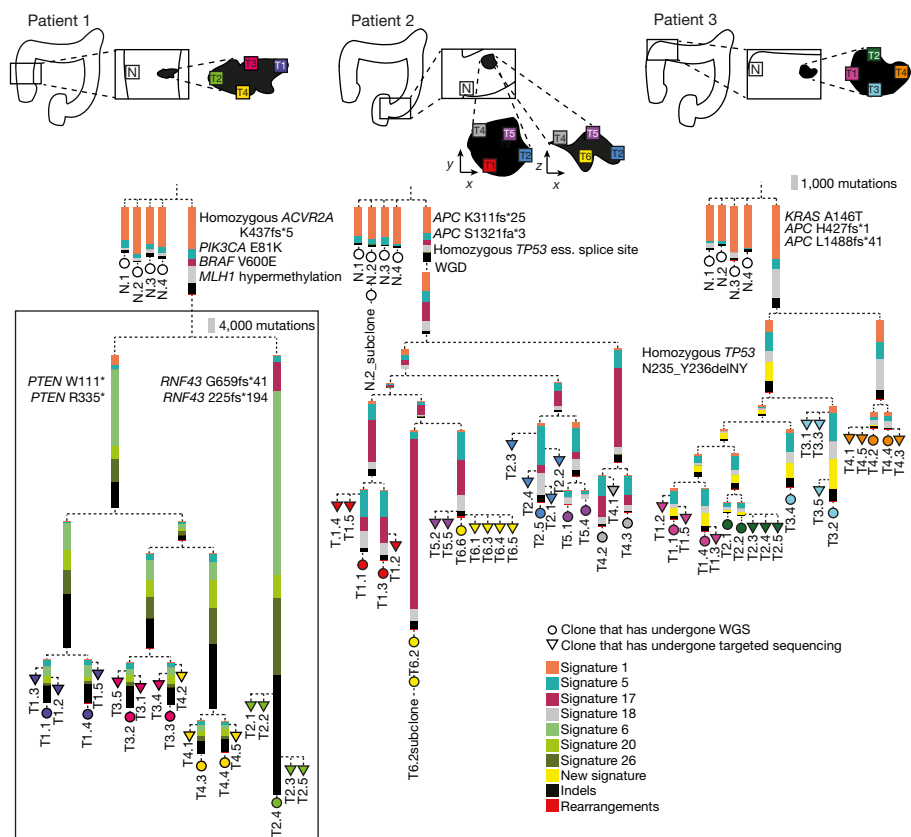 Patient 1
Patient 2
Patient 3
N
T3
T1
T2
T4
N
T4
T5
T2
T1
y
x
T4
T5
T6
T2
z
x
N
T2
T1
T4
T3
1,000 mutations
Homozygous ACVR2A
K437fs*5
PIK3CA E81K
BRAF V600E
MLH1 hypermethylation
N.1
N.2
N.3
N.4
APC K311fs*25
APC S1321fa*3
Homozygous TP53 ess. splice site
WGD
N.1
N.2
N.3
N.4
N.2_subclone
KRAS A146T
APC H427fs*1
APC L1488fs*41
N.1
N.2
N.3
N.4
4,000 mutations
PTEN W111*
PTEN R335*
RNF43 G659fs*41
RNF43 225fs*194
Homozygous TP53
N235_Y236delNY
T1.3
T1.1
T1.2
T1.4
T1.5
T3.5
T3.2
T3.1
T3.4
T3.3
T4.2
T4.1
T4.3
T4.4
T4.5
T2.1
T2.2
T2.4
T2.3
T2.5
T1.4
T1.5
T1.1
T1.3
T1.2
T6.2
T6.2subclone
T5.2
T5.5
T6.6
T6.1
T6.3
T6.4
T6.5
T2.3
T2.4
T2.5
T2.1
T2.2
T5.1
T5.4
T4.2
T4.1
T4.3
T1.2
T1.1
T1.5
T1.4
T1.3
T2.1
T2.2
T2.3
T2.4
T2.5
T3.4
T3.1
T3.3
T3.5
T3.2
T4.1
T4.5
T4.2
T4.4
T4.3
Clone that has undergone WGS
Clone that has undergone targeted sequencing
Signature 1
Signature 5
Signature 17
Signature 18
Signature 6
Signature 20
Signature 26
New signature
Indels
Rearrangements